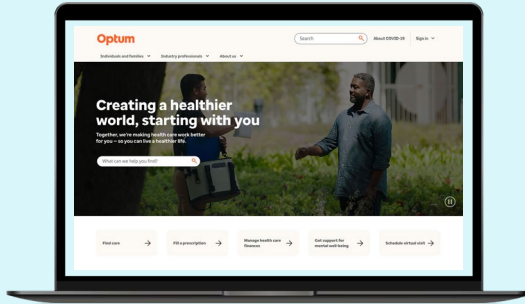 Optum
Search
About COVID-19
Sign in
Individuals and families
Industry professionals
About us
Creating a healthier
world, starting with you
Together, we're making health care work better
for you — so you can live a healthier life.
What can we help you find?
Find care
Fill a prescription
Manage health care
finances
Get support for
mental well-being
Schedule virtual visit